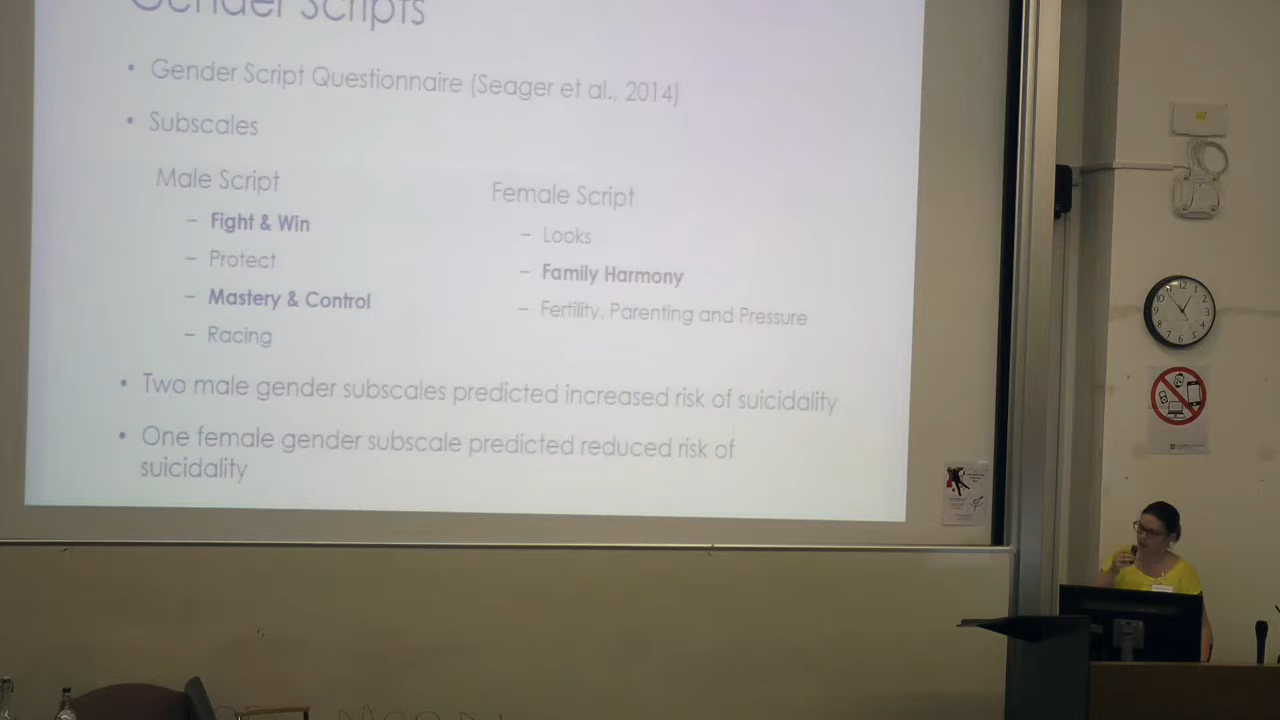 Gender Scripts
• Gender Script Questionnaire (Seager et al., 2014)
• Subscales
Male Script
– Fight & Win
– Protect
– Mastery & Control
– Racing
Female Script
– Looks
– Family Harmony
– Fertility, Parenting and Pressure
• Two male gender subscales predicted increased risk of suicidality
• One female gender subscale predicted reduced risk of
suicidality